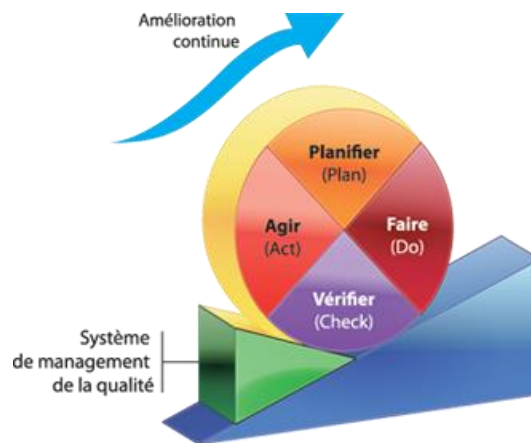 Amélioration
continue
Planifier
(Plan)
Agir
(Act)
Faire
(Do)
Vérifier
(Check)
Système
de management
de la qualité